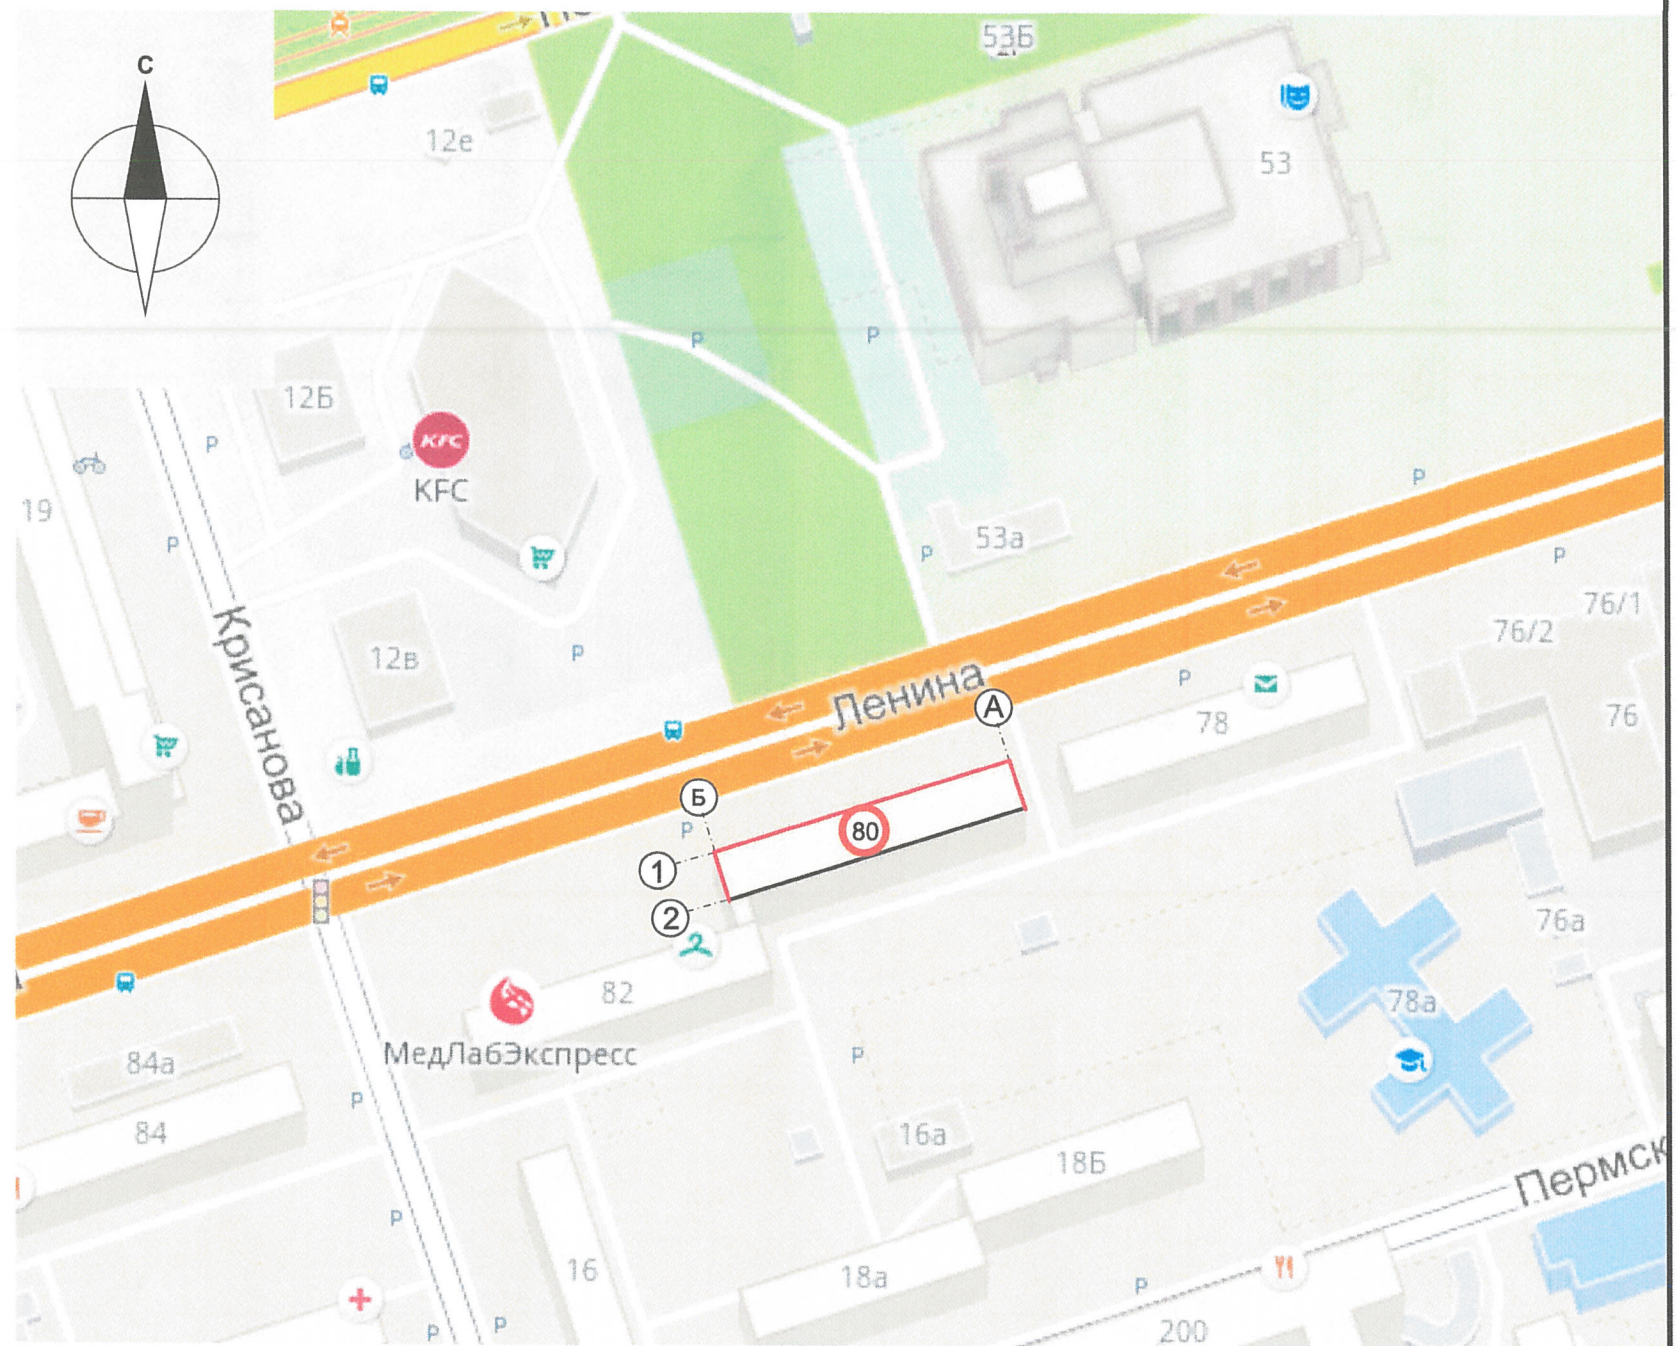 С
53Б
12е
53
Р
Р
12Б
Р
KFC
KFC
Р
19
Р
53а
Р
Р
76/1
76/2
Крисанова
12в
Р
Ленина
Р
А
78
76
Б
Р
80
1
2
76а
82
78а
МедЛабЭкспресс
84а
Р
Р
84
16а
18Б
Пермск
Р
16
18а
Р
200
Р
Р